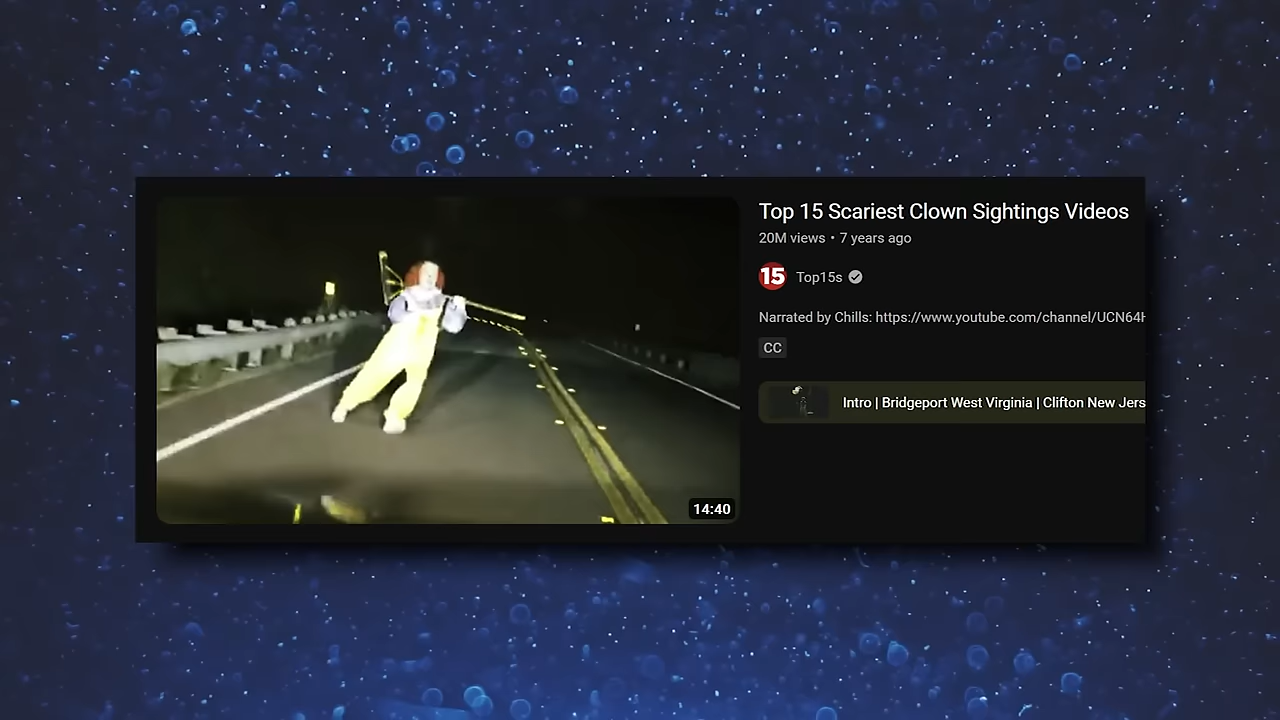 Top 15 Scariest Clown Sightings Videos
20M views • 7 years ago
15 Top15s
Narrated by Chills: https://www.youtube.com/channel/UCN64
CC
Intro | Bridgeport West Virginia | Clifton New Jers
14:40